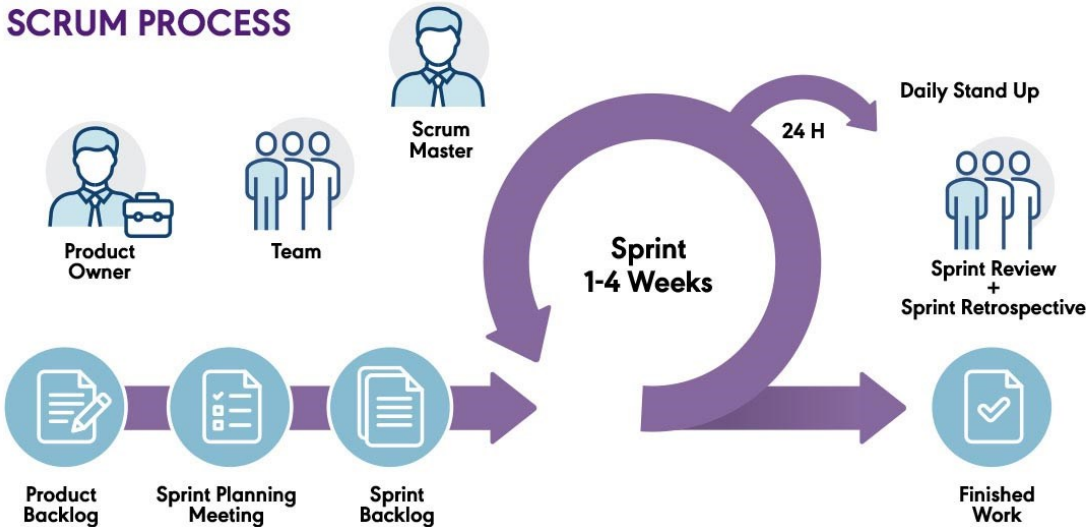 SCRUM PROCESS
Scrum
Master
Daily Stand Up
24 H
Product
Owner
Team
Sprint
1-4 Weeks
Sprint Review
+
Sprint Retrospective
Product
Backlog
Sprint Planning
Meeting
Sprint
Backlog
Finished
Work